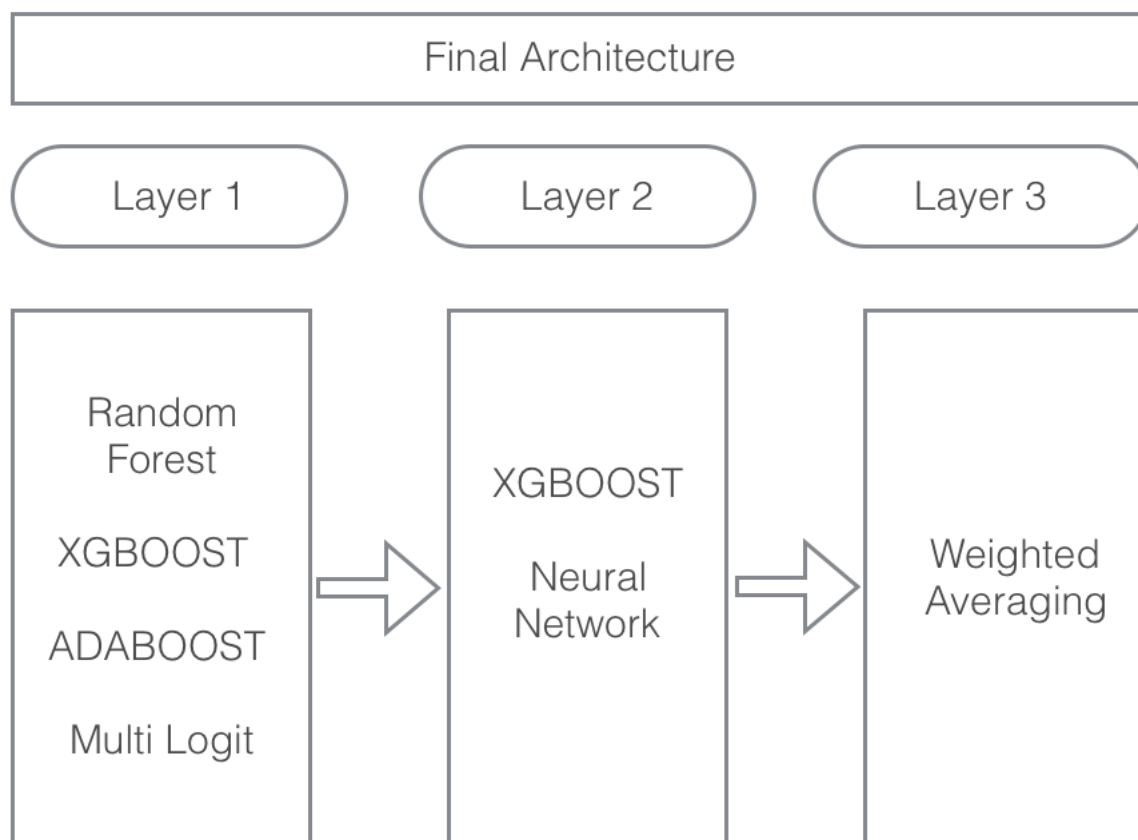 Final Architecture
Layer 1
Layer 2
Layer 3
Random
Forest
XGBOOST
ADABOOST
Multi Logit
XGBOOST
Neural
Network
Weighted
Averaging